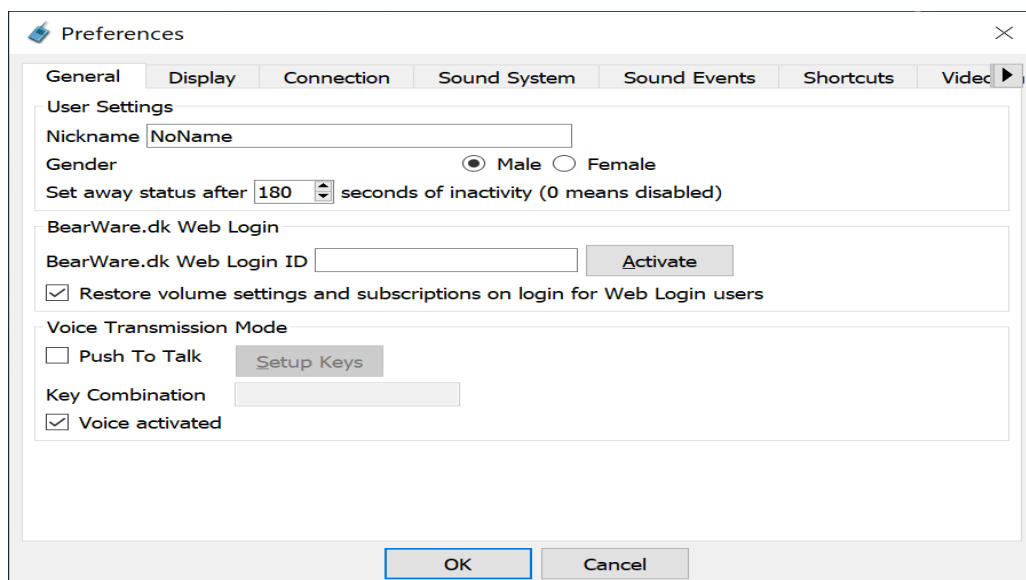 Preferences
General Display Connection Sound System Sound Events Shortcuts
User Settings
Nickname NoName
Gender Male Female
Set away status after 180 seconds of inactivity (0 means disabled)
BearWare.dk Web Login
BearWare.dk Web Login ID Activate
Restore volume settings and subscriptions on login for Web Login users
Voice Transmission Mode
Push To Talk Setup Keys
Key Combination
Voice activated
OK Cancel